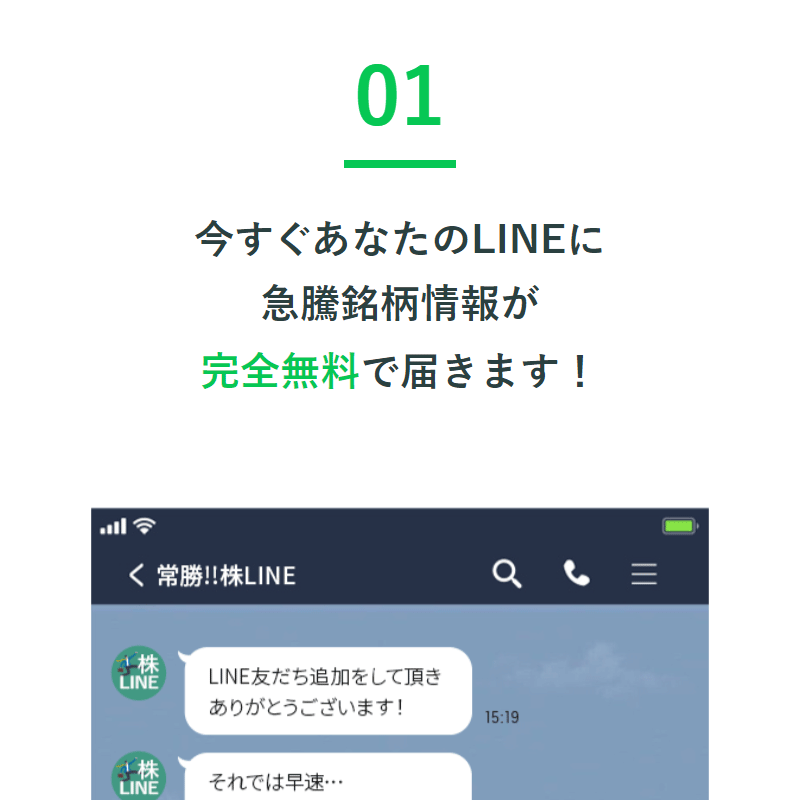 01
今すぐあなたのLINEに
急騰銘柄情報が
完全無料で届きます！
常勝!!株LINE
株
LINE
LINE友だち追加をして頂き
ありがとうございます！
15:19
株
LINE
それでは早速…